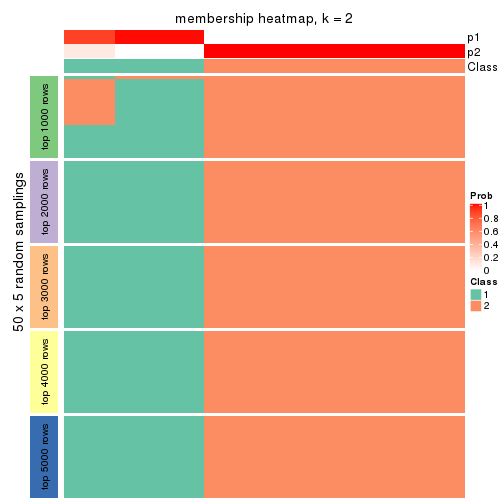 membership heatmap, k = 2
p1
p2
Class
50 x 5 random samplings
top 1000 rows
top 2000 rows
top 3000 rows
top 4000 rows
top 5000 rows
Prob
1
0.8
0.6
0.4
0.2
0
Class
1
2